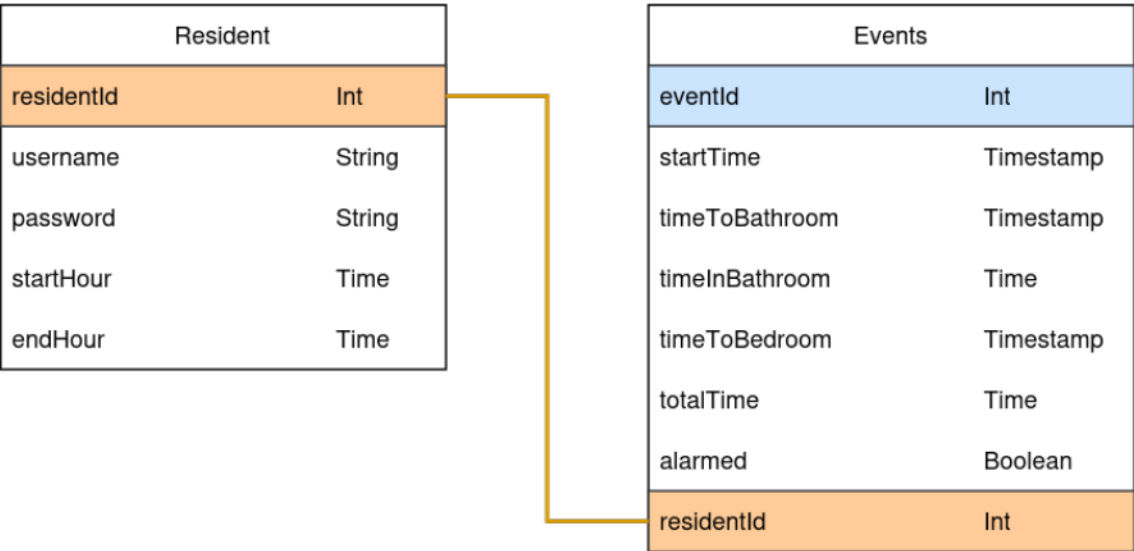 Resident
residentId Int
username String
password String
startHour Time
endHour Time
Events
eventId Int
startTime Timestamp
timeToBathroom Timestamp
timeInBathroom Time
timeToBedroom Timestamp
totalTime Time
alarmed Boolean
residentId Int